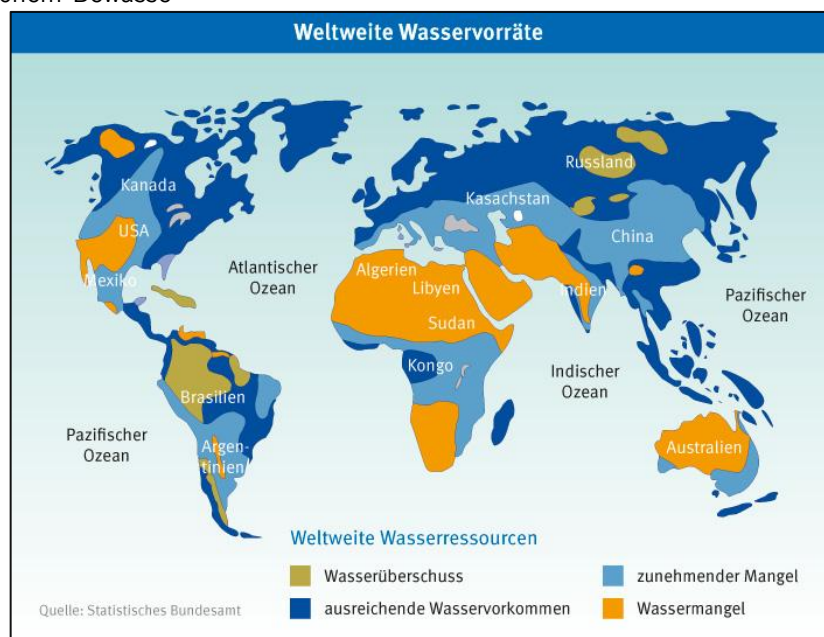 Weltweite Wasservorräte
Russland
Kanada
Kasachstan
USA
China
Atlantischer
Ozean
Algerien
Mexiko
Libyen
Indien
Pazifischer
Ozean
Sudan
Kongo
Indischer
Ozean
Brasilien
Pazifischer
Ozean
Argen-
tinien
Australien
Weltweite Wasserressourcen
Wasserüberschuss
zunehmender Mangel
ausreichende Wasservorkommen
Wassermangel
Quelle: Statistisches Bundesamt